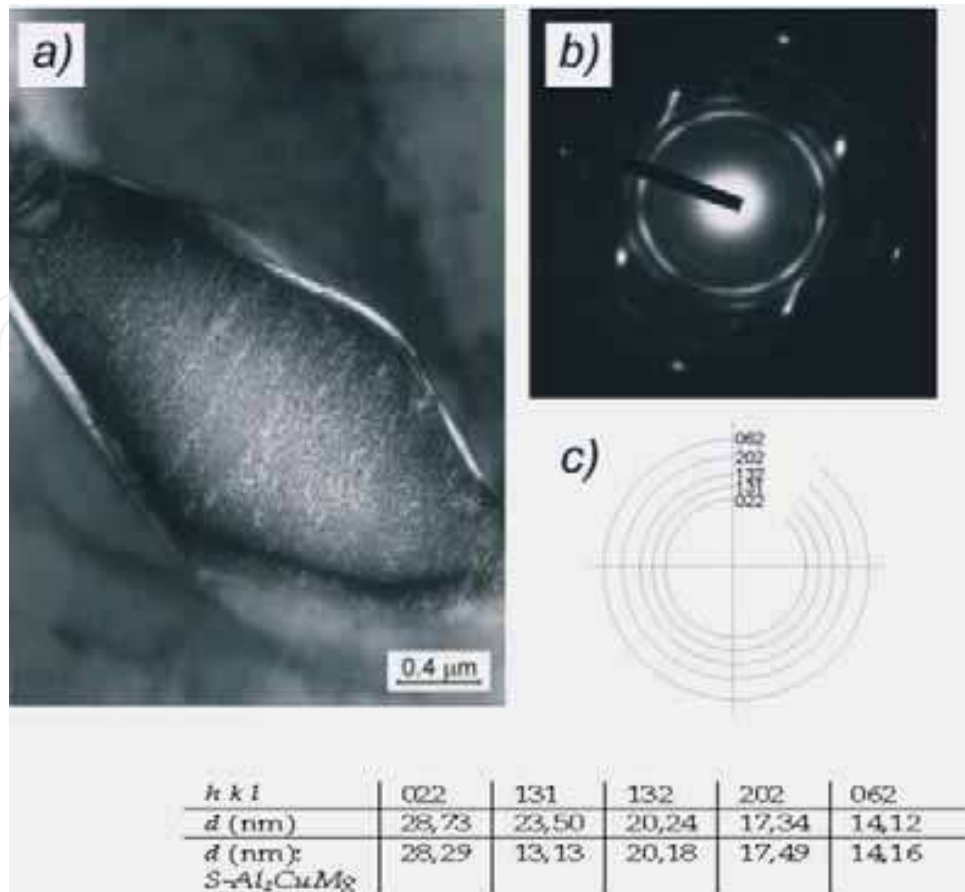 a)
b)
0.4 µm
c)
062
202
132
131
022
h k l 022 131 132 202 062
d (nm) 28,73 23,50 20,24 17,34 14,12
d (nm): 28,29 13,13 20,18 17,49 14,16
S-Al₂CuMg